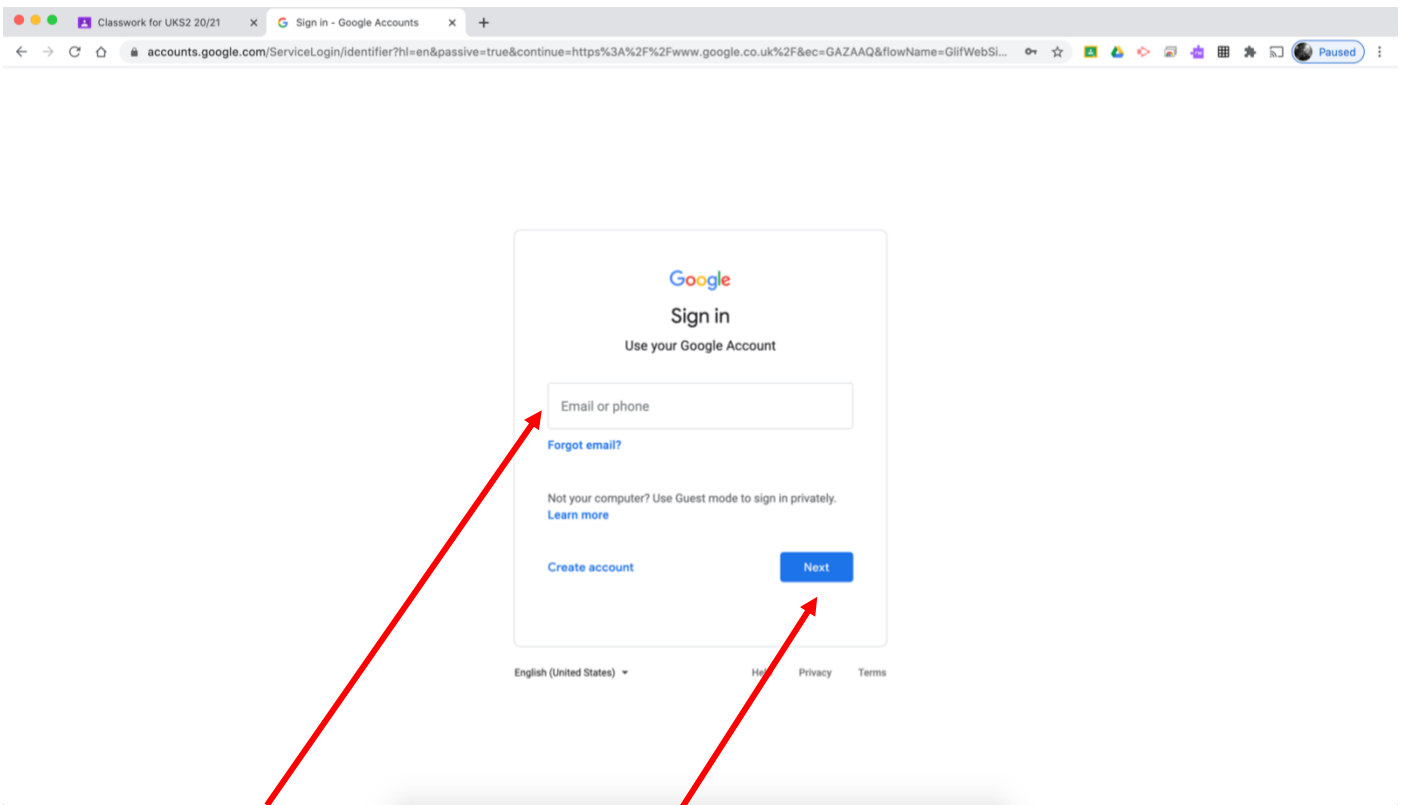 Classwork for UKS2 20/21
Sign in - Google Accounts
accounts.google.com/ServiceLogin/identifier?hl=en&passive=true&continue=https%3A%2F%2Fwww.google.co.uk%2F&ec=GAZAAQ&flowName=GlifWebSi...
Paused
Google
Sign in
Use your Google Account
Email or phone
Forgot email?
Not your computer? Use Guest mode to sign in privately.
Learn more
Create account
Next
English (United States)
Help Privacy Terms